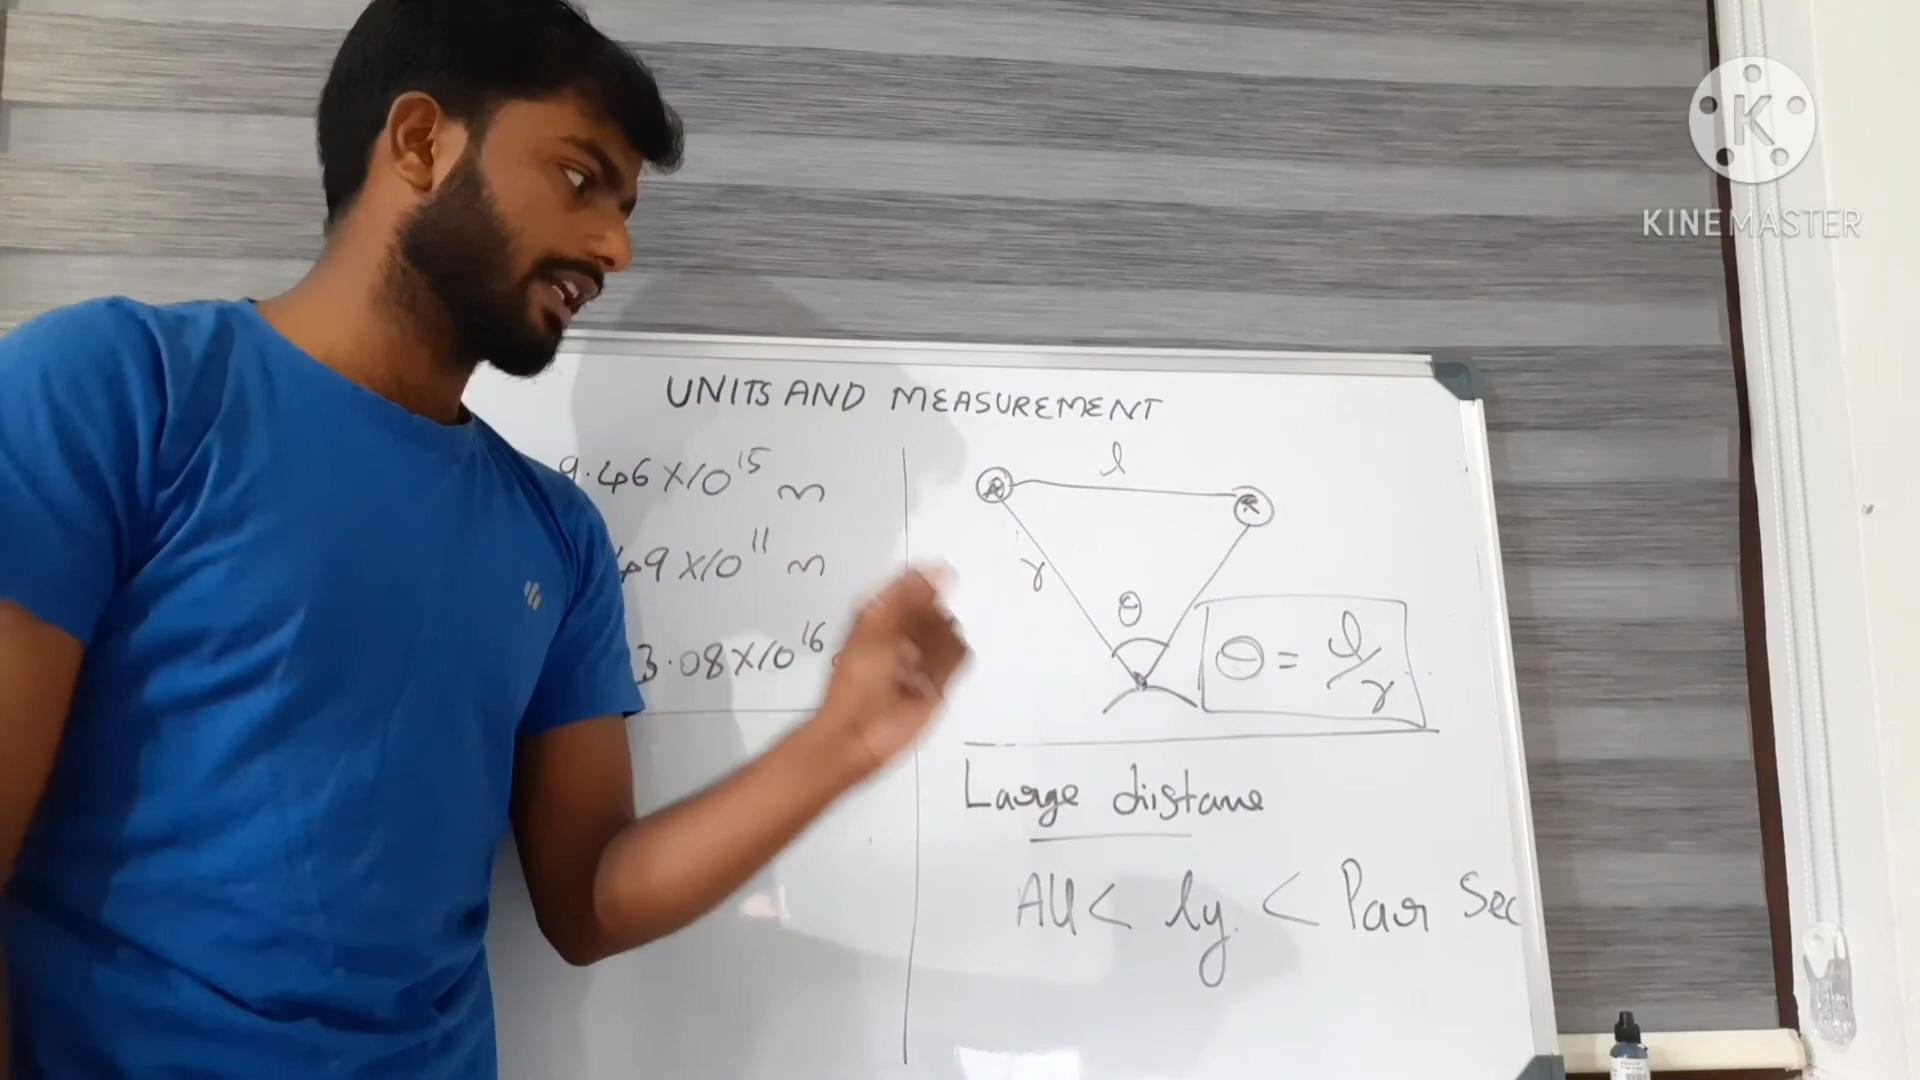 K
KINEMASTER
UNITS AND MEASUREMENT
9.46 X 10^15 m
49 X 10^11 m
3.08 X 10^16
l
r
θ
θ = l/r
Large distane
AU < ly. < Par Sec